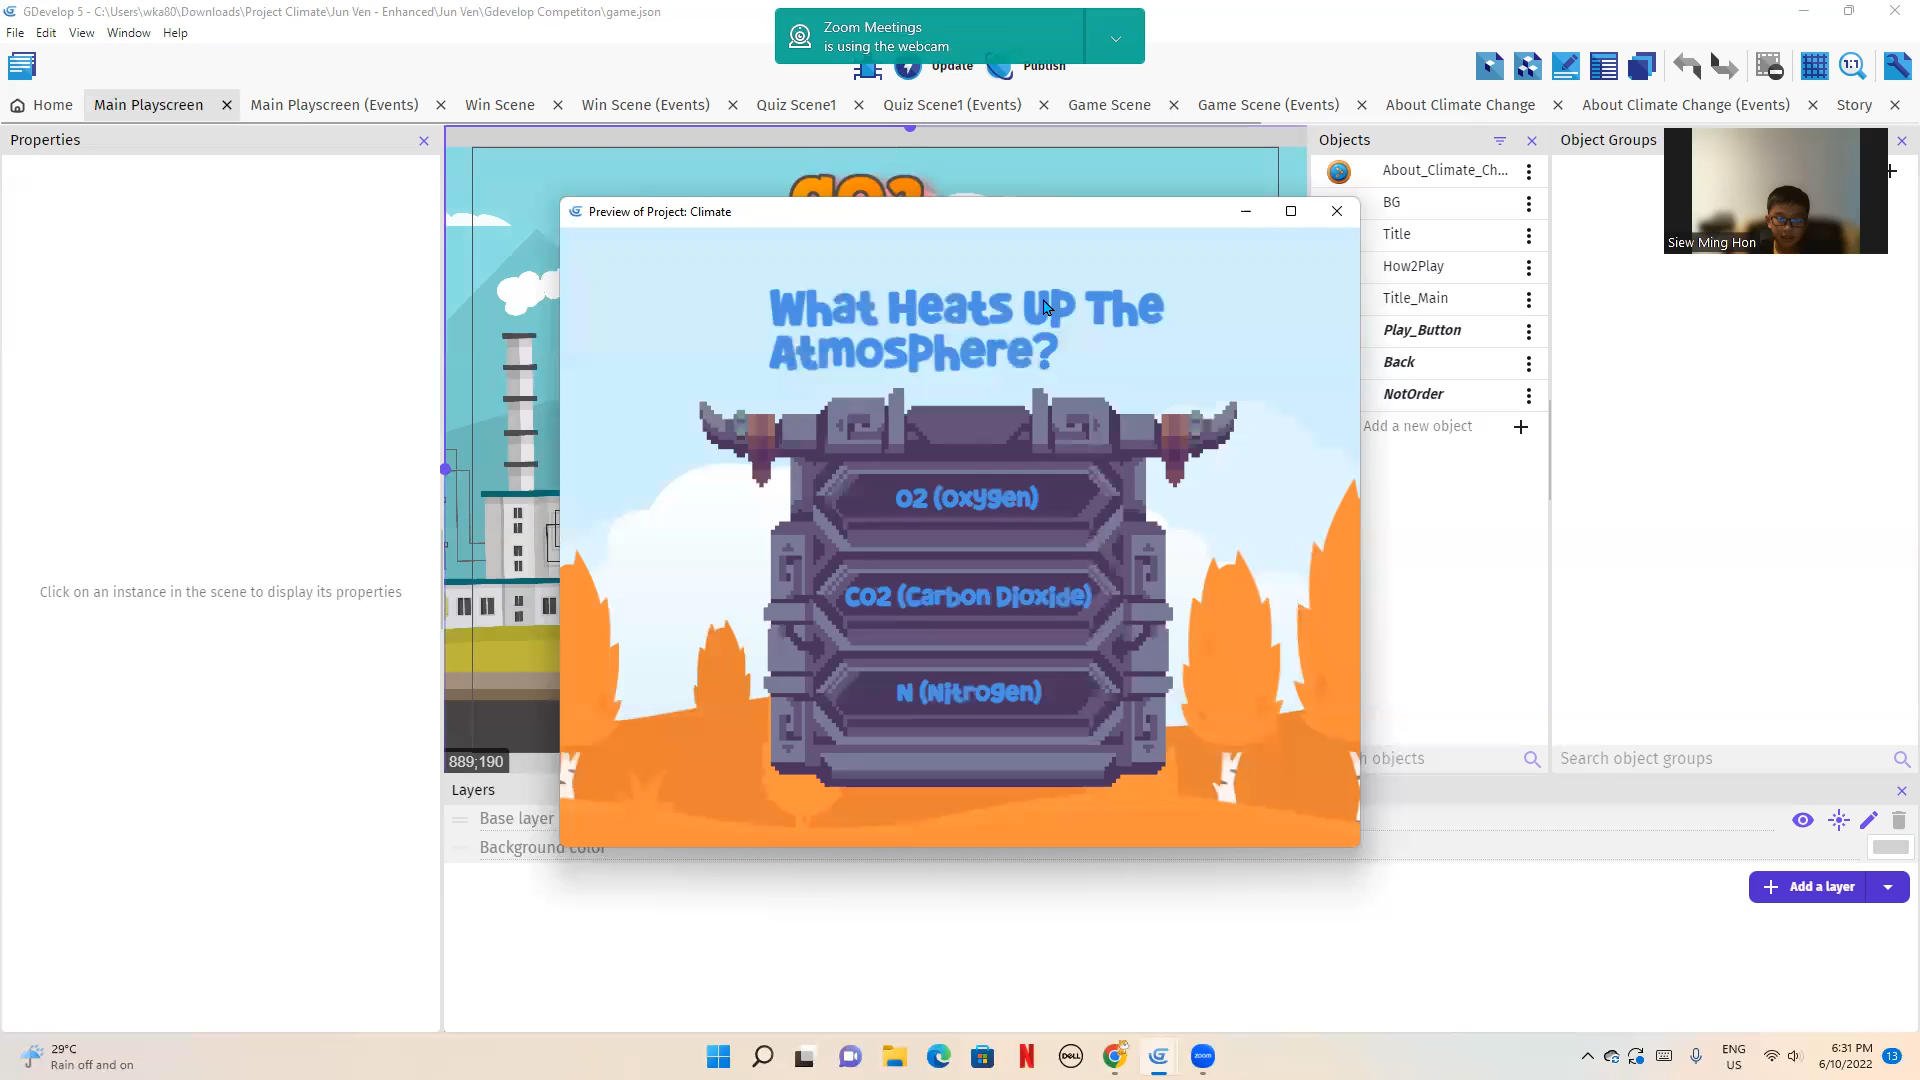 GDevelop 5 - C:\Users\wka80\Downloads\Project Climate\Jun Ven - Enhanced\Jun Ven\Gdevelop Competiton\game.json
Zoom Meetings
is using the webcam
File Edit View Window Help
Update Publish
1:1
Home Main Playscreen Main Playscreen (Events) Win Scene Win Scene (Events) Quiz Scene1 Quiz Scene1 (Events) Game Scene Game Scene (Events) About Climate Change About Climate Change (Events) Story
Properties
Objects
Object Groups
About_Climate_Ch...
BG
Title
How2Play
Title_Main
Play_Button
Back
NotOrder
Add a new object
Siew Ming Hon
Preview of Project: Climate
What Heats Up The
Atmosphere?
O2 (Oxygen)
CO2 (Carbon Dioxide)
N (Nitrogen)
Click on an instance in the scene to display its properties
889;190
objects
Search object groups
Layers
Base layer
Background color
Add a layer
29°C
Rain off and on
N
DELL
zoom
ENG
US
6:31 PM
6/10/2022
13